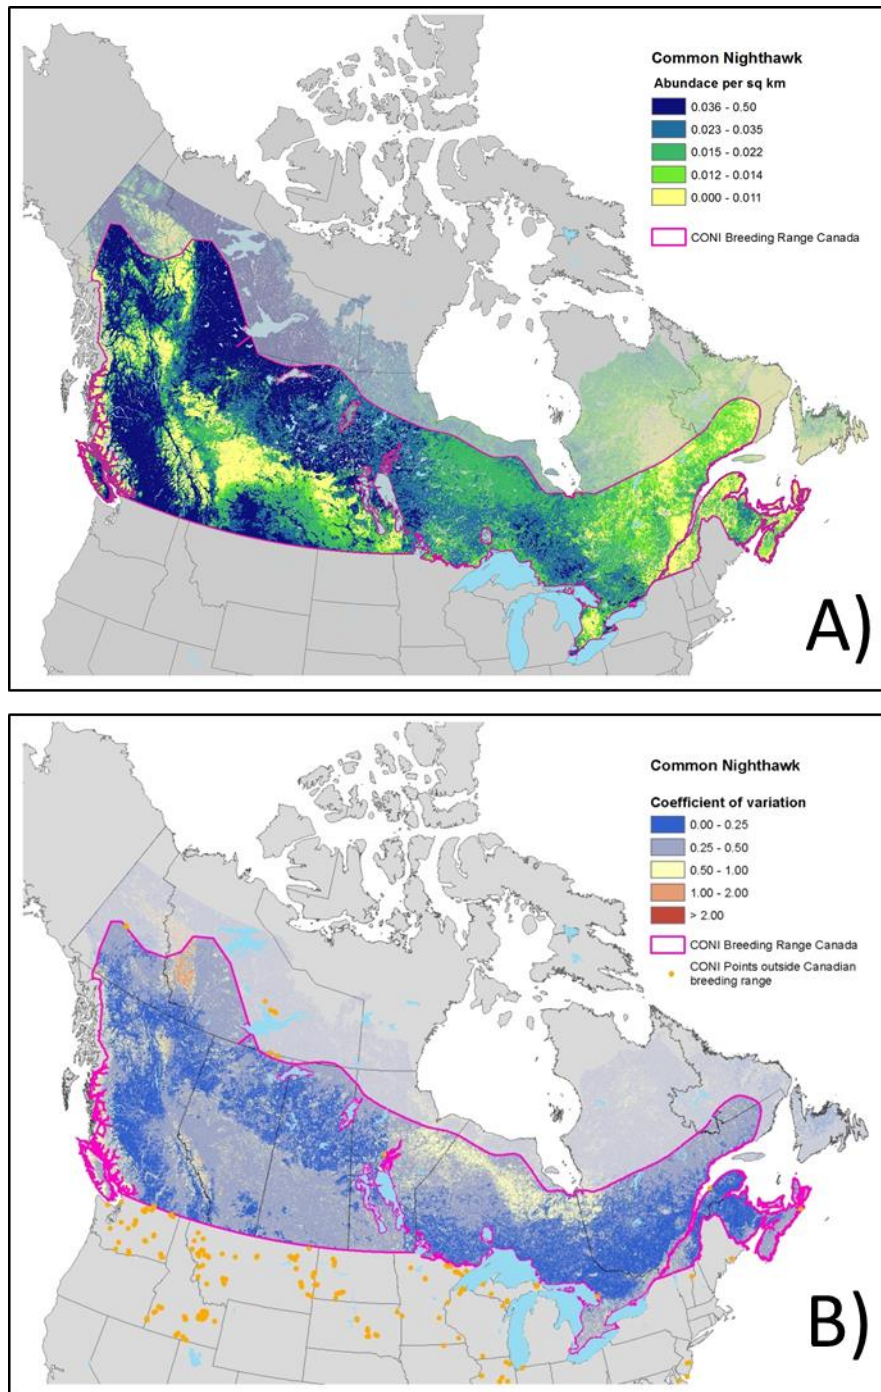 Common Nighthawk
Abundace per sq km
0.036 - 0.50
0.023 - 0.035
0.015 - 0.022
0.012 - 0.014
0.000 - 0.011
CONI Breeding Range Canada
A)
Common Nighthawk
Coefficient of variation
0.00 - 0.25
0.25 - 0.50
0.50 - 1.00
1.00 - 2.00
> 2.00
CONI Breeding Range Canada
CONI Points outside Canadian
breeding range
B)